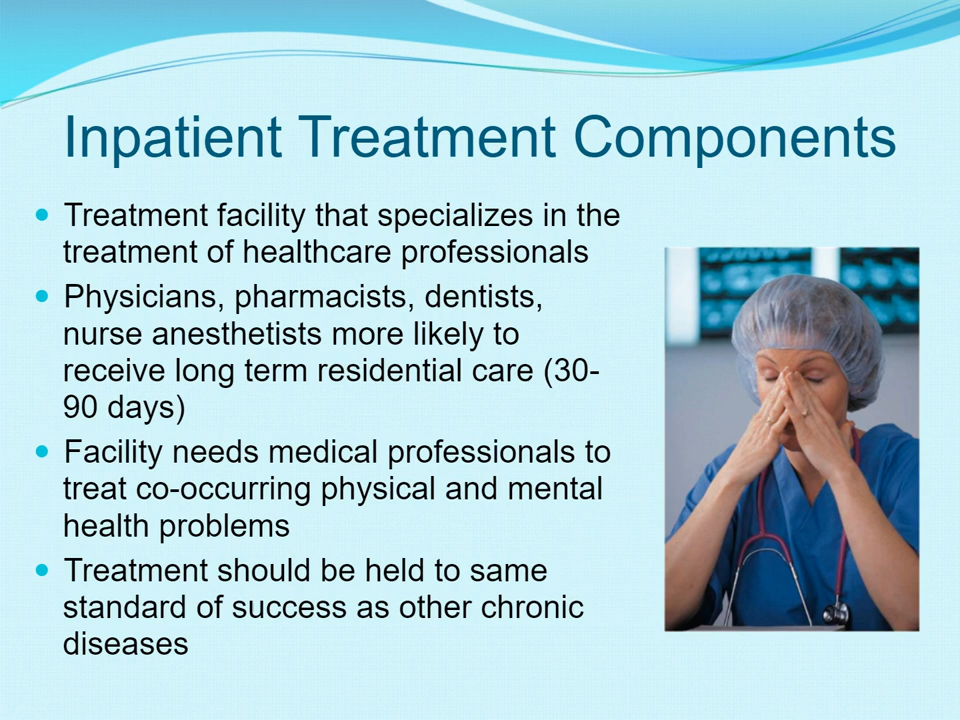 Inpatient Treatment Components
Treatment facility that specializes in the
treatment of healthcare professionals
Physicians, pharmacists, dentists,
nurse anesthetists more likely to
receive long term residential care (30-
90 days)
Facility needs medical professionals to
treat co-occurring physical and mental
health problems
Treatment should be held to same
standard of success as other chronic
diseases